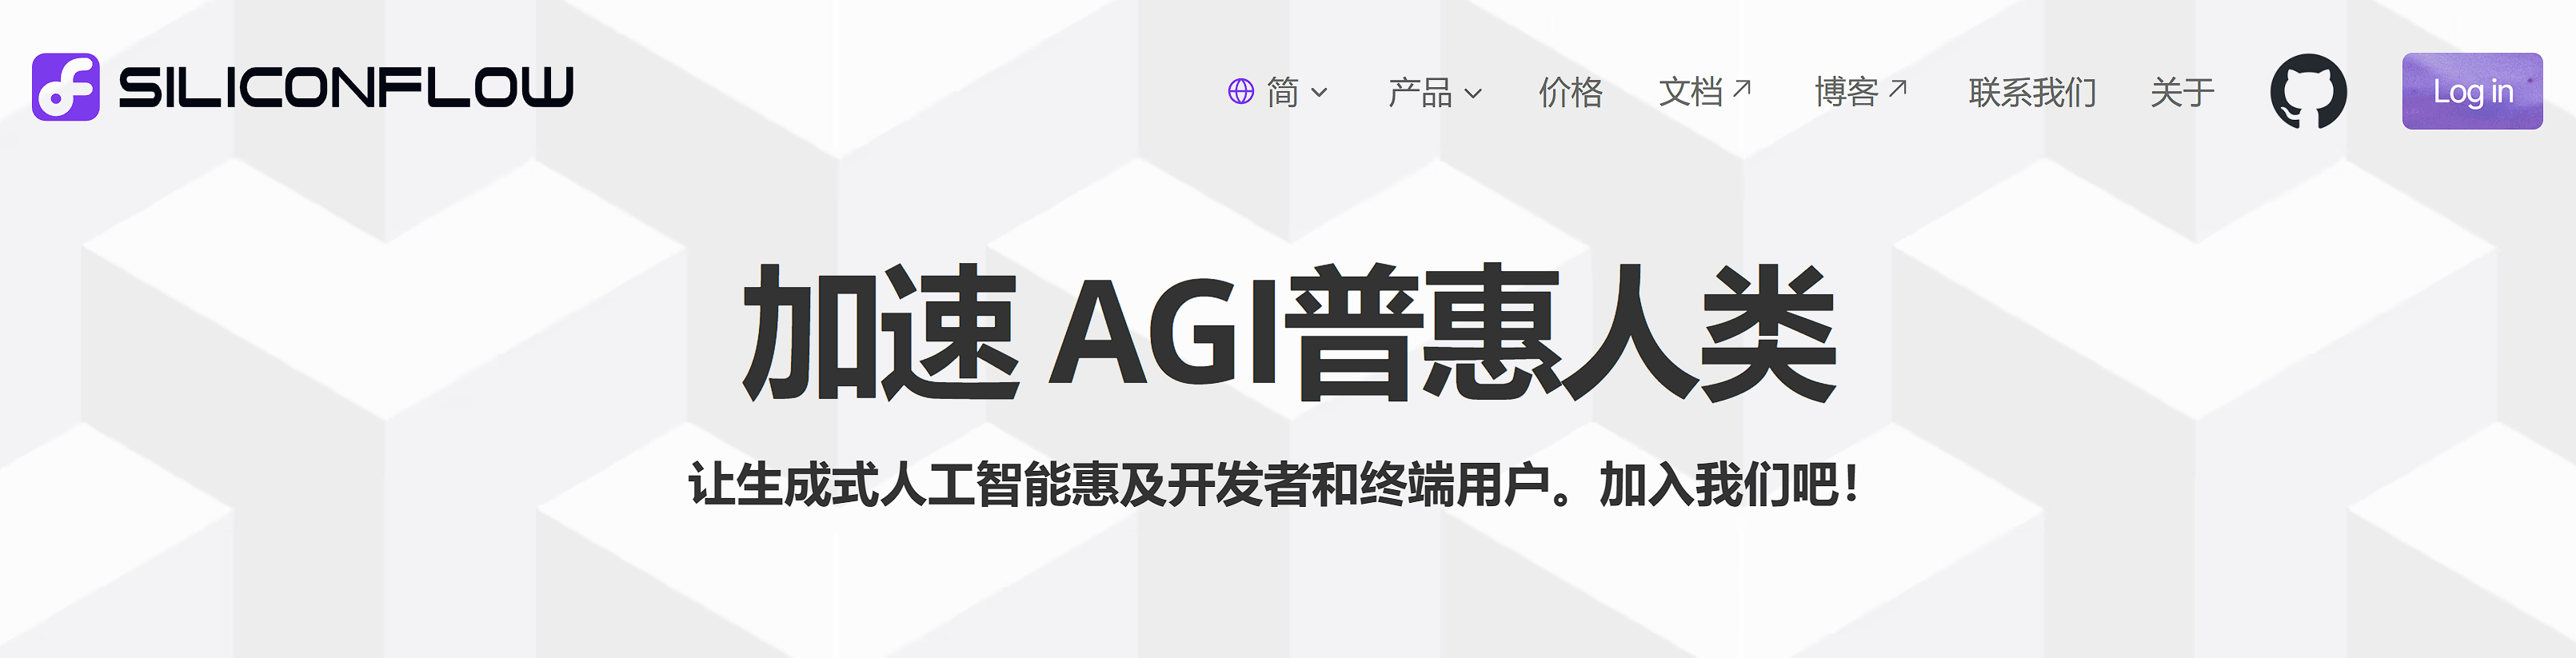 SILICONFLOW 简 产品 价格 文档 博客 联系我们 关于 Log in
加速 AGI普惠人类
让生成式人工智能惠及开发者和终端用户。加入我们吧！